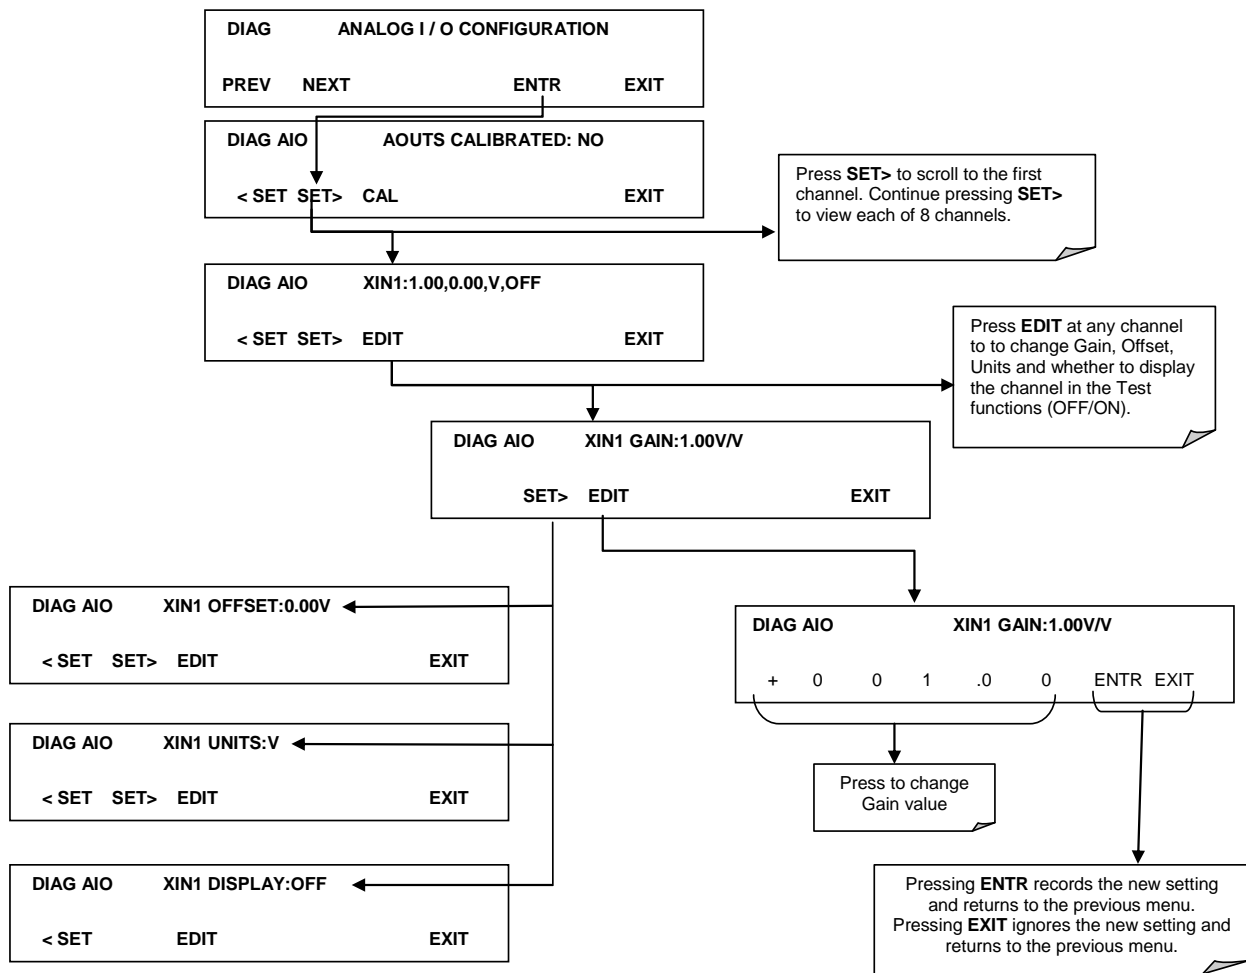 DIAG ANALOG I / O CONFIGURATION
PREV NEXT ENTR EXIT
DIAG AIO AOUTS CALIBRATED: NO
< SET SET> CAL EXIT
Press SET> to scroll to the first
channel. Continue pressing SET>
to view each of 8 channels.
DIAG AIO XIN1:1.00,0.00,V,OFF
< SET SET> EDIT EXIT
Press EDIT at any channel
to to change Gain, Offset,
Units and whether to display
the channel in the Test
functions (OFF/ON).
DIAG AIO XIN1 GAIN:1.00V/V
SET> EDIT EXIT
DIAG AIO XIN1 OFFSET:0.00V
< SET SET> EDIT EXIT
DIAG AIO XIN1 GAIN:1.00V/V
+ 0 0 1 .0 0 ENTR EXIT
DIAG AIO XIN1 UNITS:V
< SET SET> EDIT EXIT
Press to change
Gain value
DIAG AIO XIN1 DISPLAY:OFF
< SET EDIT EXIT
Pressing ENTR records the new setting
and returns to the previous menu.
Pressing EXIT ignores the new setting and
returns to the previous menu.